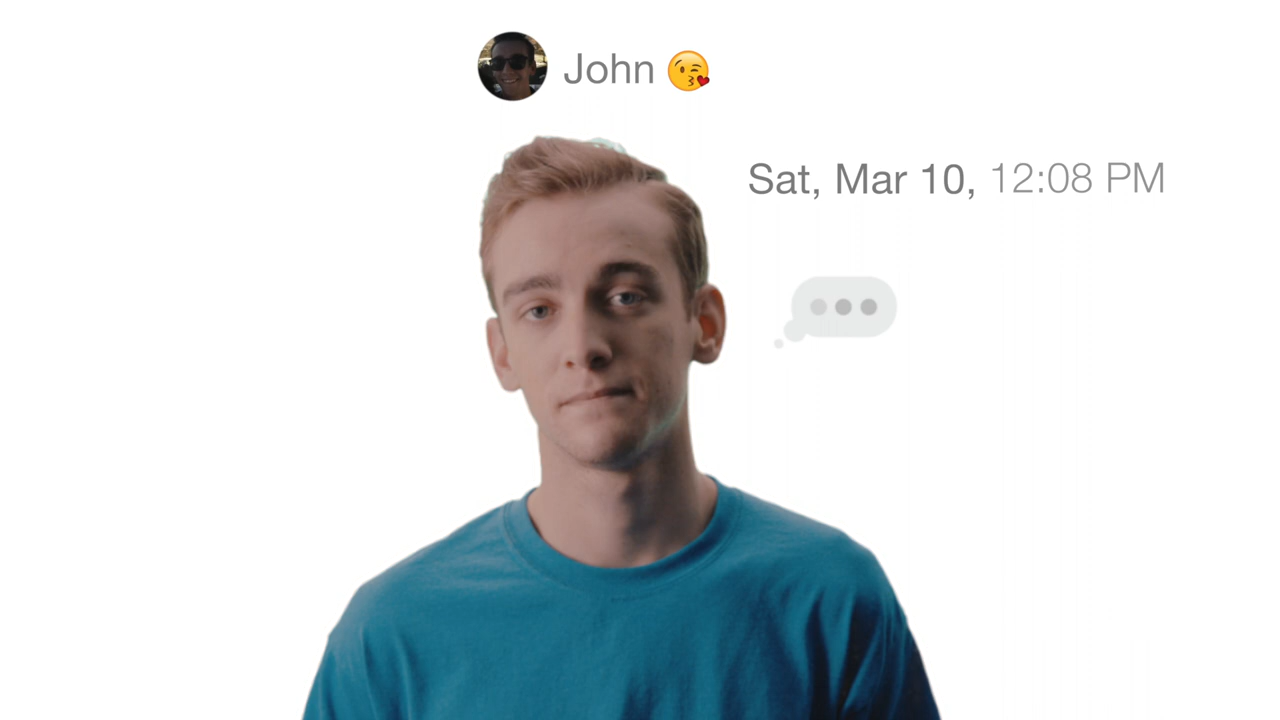 John 😘
Sat, Mar 10, 12:08 PM